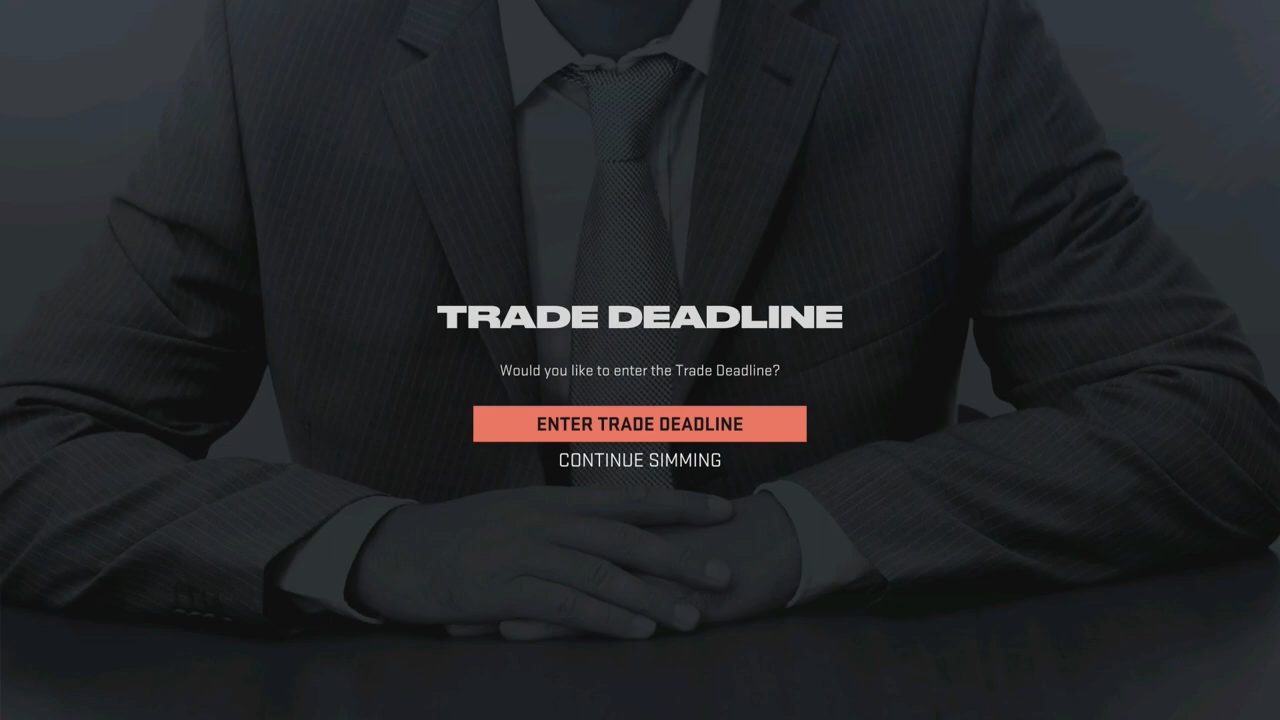 TRADE DEADLINE
Would you like to enter the Trade Deadline?
ENTER TRADE DEADLINE
CONTINUE SIMMING